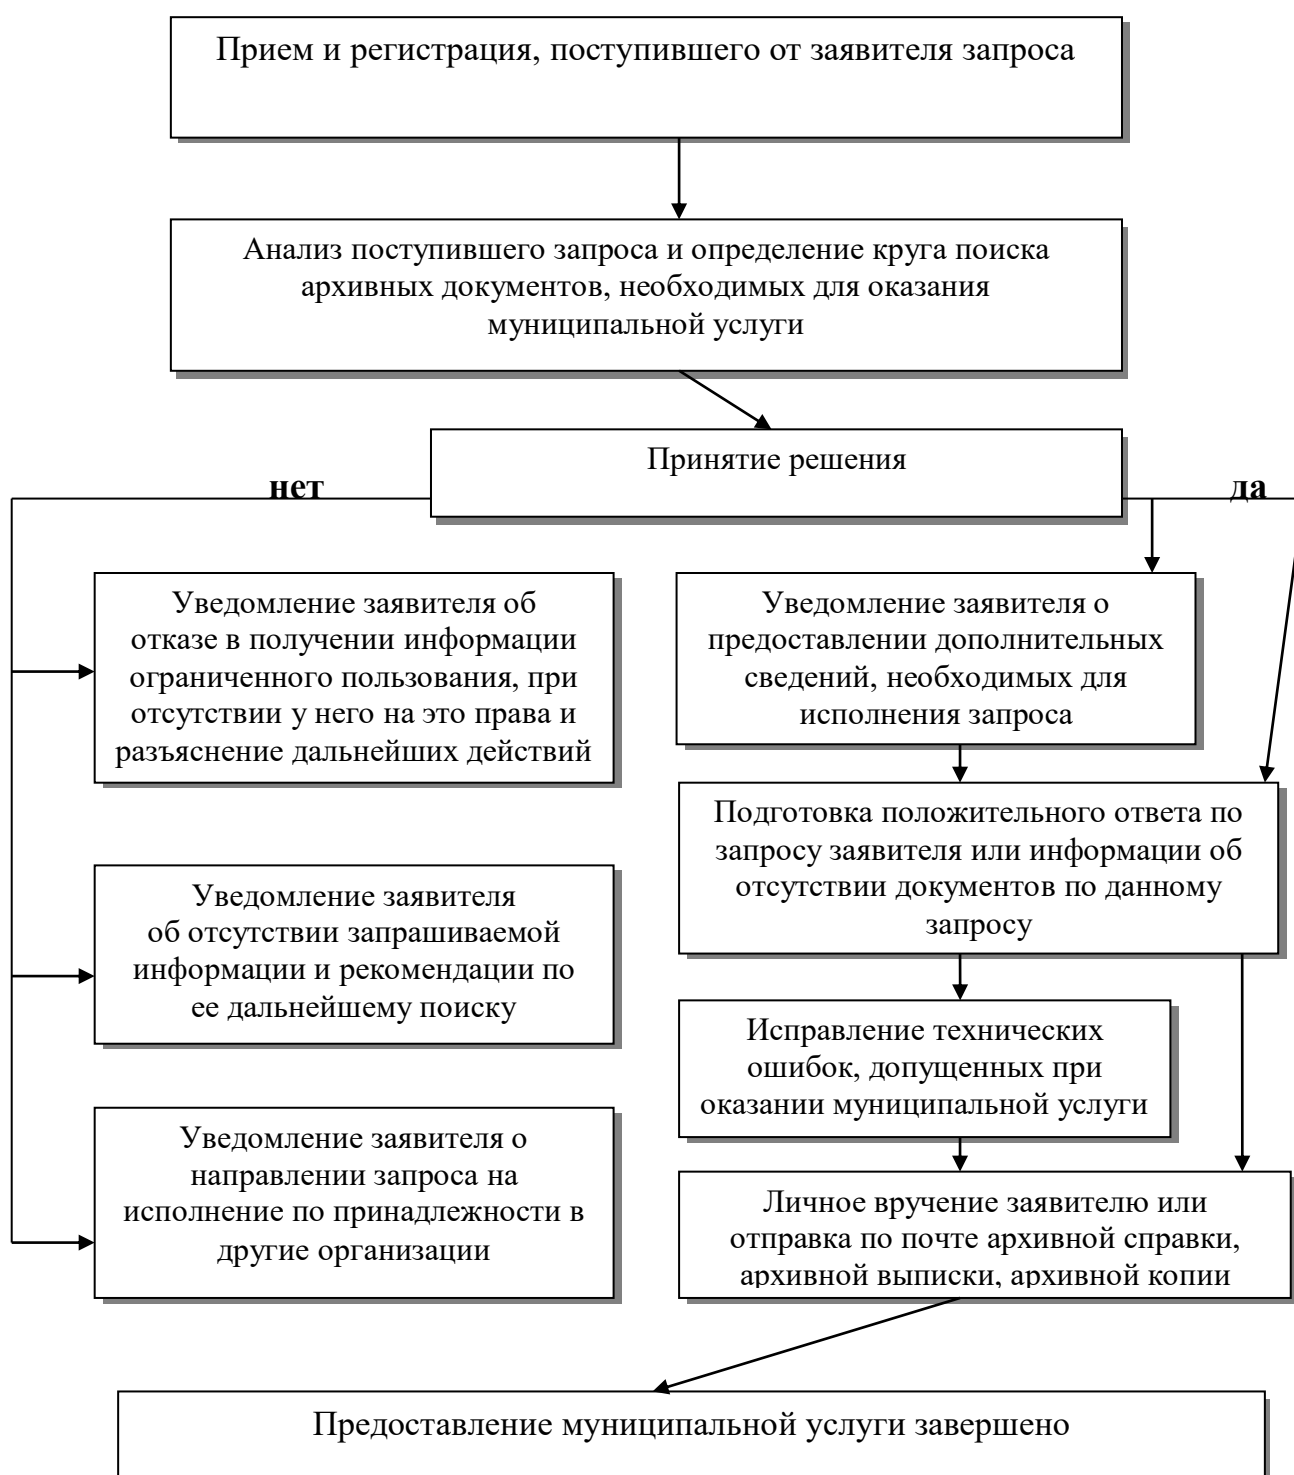 Прием и регистрация, поступившего от заявителя запроса
Анализ поступившего запроса и определение круга поиска
архивных документов, необходимых для оказания
муниципальной услуги
Принятие решения
нет
да
Уведомление заявителя об
отказе в получении информации
ограниченного пользования, при
отсутствии у него на это права и
разъяснение дальнейших действий
Уведомление заявителя
об отсутствии запрашиваемой
информации и рекомендации по
ее дальнейшему поиску
Уведомление заявителя о
направлении запроса на
исполнение по принадлежности в
другие организации
Уведомление заявителя о
предоставлении дополнительных
сведений, необходимых для
исполнения запроса
Подготовка положительного ответа по
запросу заявителя или информации об
отсутствии документов по данному
запросу
Исправление технических
ошибок, допущенных при
оказании муниципальной услуги
Личное вручение заявителю или
отправка по почте архивной справки,
архивной выписки, архивной копии
Предоставление муниципальной услуги завершено